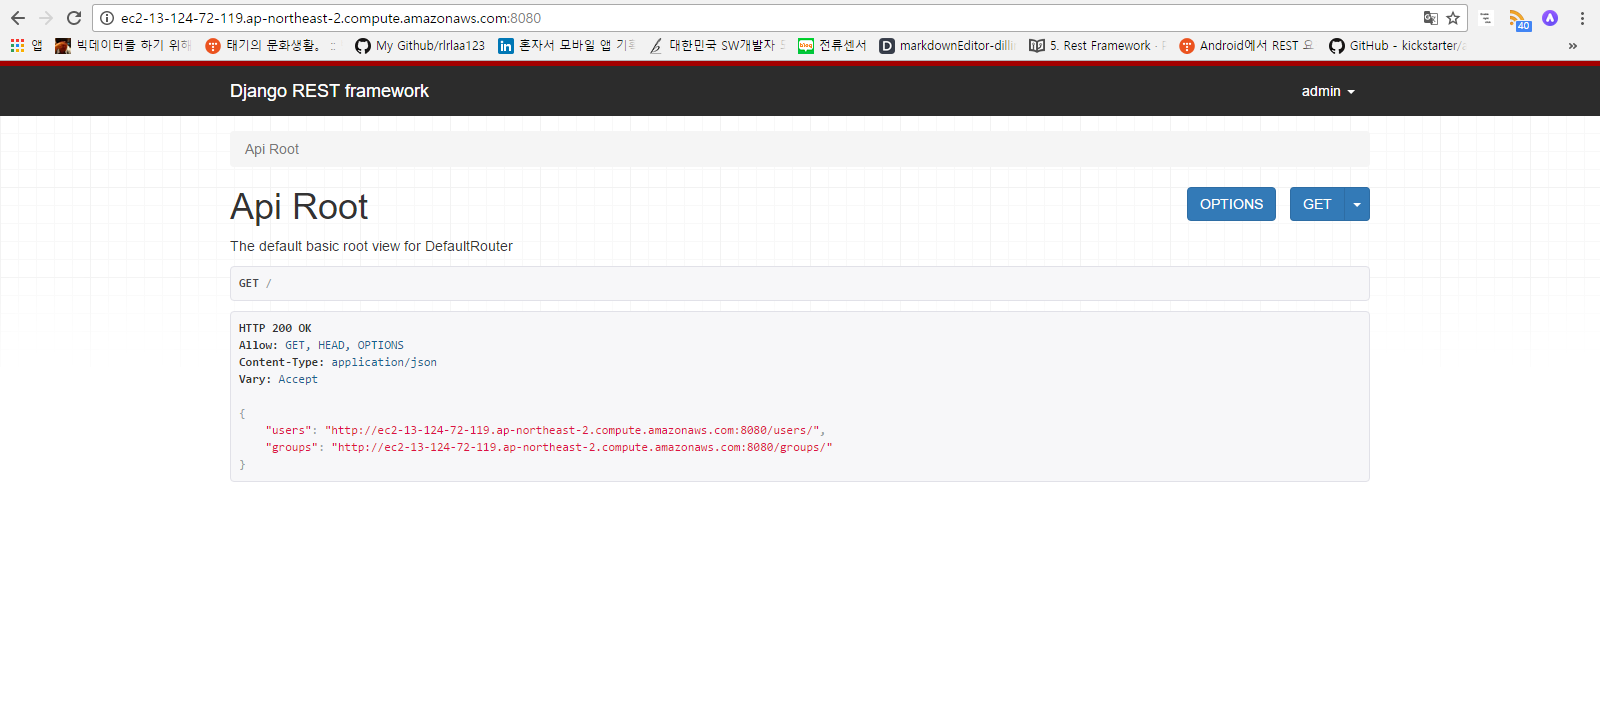 ec2-13-124-72-119.ap-northeast-2.compute.amazonaws.com:8080
40
앱 빅데이터를 하기 위해 태기의 문화생활。 :: My Github/rlrlaa123 혼자서 모바일 앱 기획 대한민국 SW개발자 전류센서 markdownEditor-dilli 5. Rest Framework - Android에서 REST 요 GitHub - kickstarter/ »
Django REST framework admin
Api Root
Api Root OPTIONS GET
The default basic root view for DefaultRouter
GET /
HTTP 200 OK
Allow: GET, HEAD, OPTIONS
Content-Type: application/json
Vary: Accept
{
"users": "http://ec2-13-124-72-119.ap-northeast-2.compute.amazonaws.com:8080/users/",
"groups": "http://ec2-13-124-72-119.ap-northeast-2.compute.amazonaws.com:8080/groups/"
}